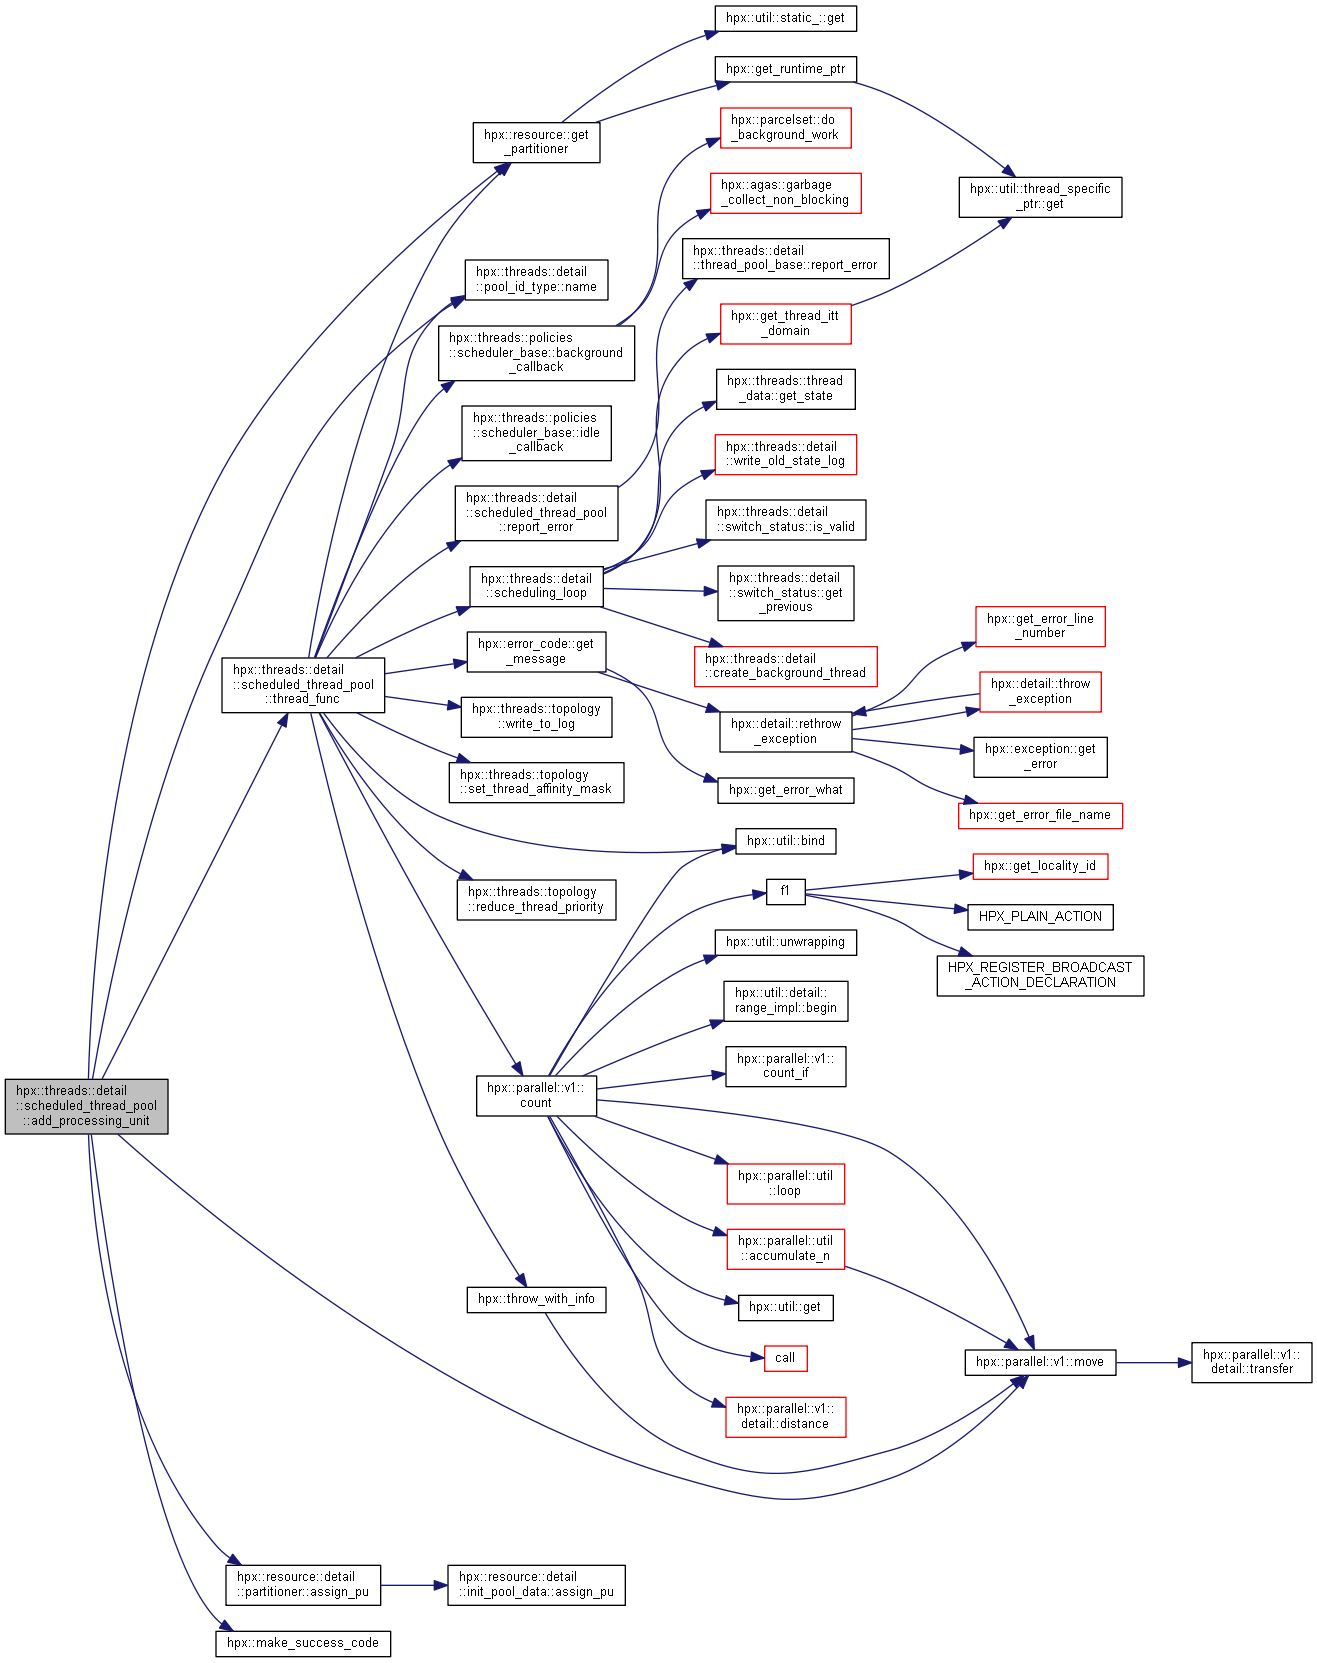 hpx::util::static_::get
hpx::get_runtime_ptr
hpx::parcelset::do
_background_work
hpx::resource::get
_partitioner
hpx::agas::garbage
_collect_non_blocking
hpx::util::thread_specific
_ptr::get
hpx::threads::detail
::thread_pool_base::report_error
hpx::threads::detail
::pool_id_type::name
hpx::get_thread_itt
_domain
hpx::threads::policies
::scheduler_base::background
_callback
hpx::threads::thread
_data::get_state
hpx::threads::policies
::scheduler_base::idle
_callback
hpx::threads::detail
::write_old_state_log
hpx::threads::detail
::scheduled_thread_pool
::report_error
hpx::threads::detail
::switch_status::is_valid
hpx::threads::detail
::scheduling_loop
hpx::threads::detail
::switch_status::get
_previous
hpx::get_error_line
_number
hpx::error_code::get
_message
hpx::threads::detail
::create_background_thread
hpx::threads::detail
::scheduled_thread_pool
::thread_func
hpx::detail::throw
_exception
hpx::threads::topology
::write_to_log
hpx::detail::rethrow
_exception
hpx::exception::get
_error
hpx::threads::topology
::set_thread_affinity_mask
hpx::get_error_what
hpx::get_error_file_name
hpx::util::bind
hpx::get_locality_id
hpx::threads::topology
::reduce_thread_priority
f1
HPX_PLAIN_ACTION
hpx::util::unwrapping
HPX_REGISTER_BROADCAST
_ACTION_DECLARATION
hpx::util::detail::
range_impl::begin
hpx::parallel::v1::
count_if
hpx::parallel::v1::
count
hpx::threads::detail
::scheduled_thread_pool
::add_processing_unit
hpx::parallel::util
::loop
hpx::parallel::util
::accumulate_n
hpx::throw_with_info
hpx::util::get
call
hpx::parallel::v1::move
hpx::parallel::v1::
detail::transfer
hpx::parallel::v1::
detail::distance
hpx::resource::detail
::partitioner::assign_pu
hpx::resource::detail
::init_pool_data::assign_pu
hpx::make_success_code